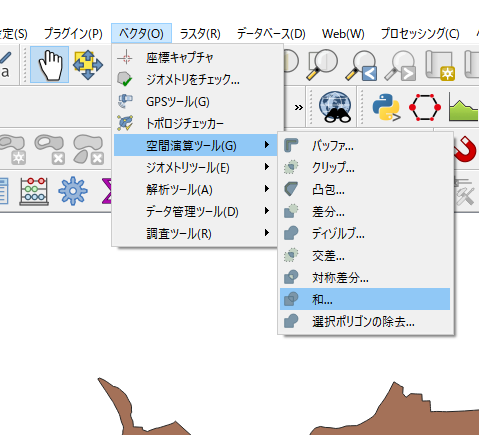 定(S) プラグイン(P) ベクタ(O) ラスタ(R) データベース(D) Web(W) プロセッシング(C)
座標キャプチャ
ジオメトリをチェック...
GPSツール(G)
トポロジチェッカー
空間演算ツール(G)
ジオメトリツール(E)
解析ツール(A)
データ管理ツール(D)
調査ツール(R)
バッファ...
クリップ...
凸包...
差分...
ディゾルブ...
交差...
対称差分...
和...
選択ポリゴンの除去...